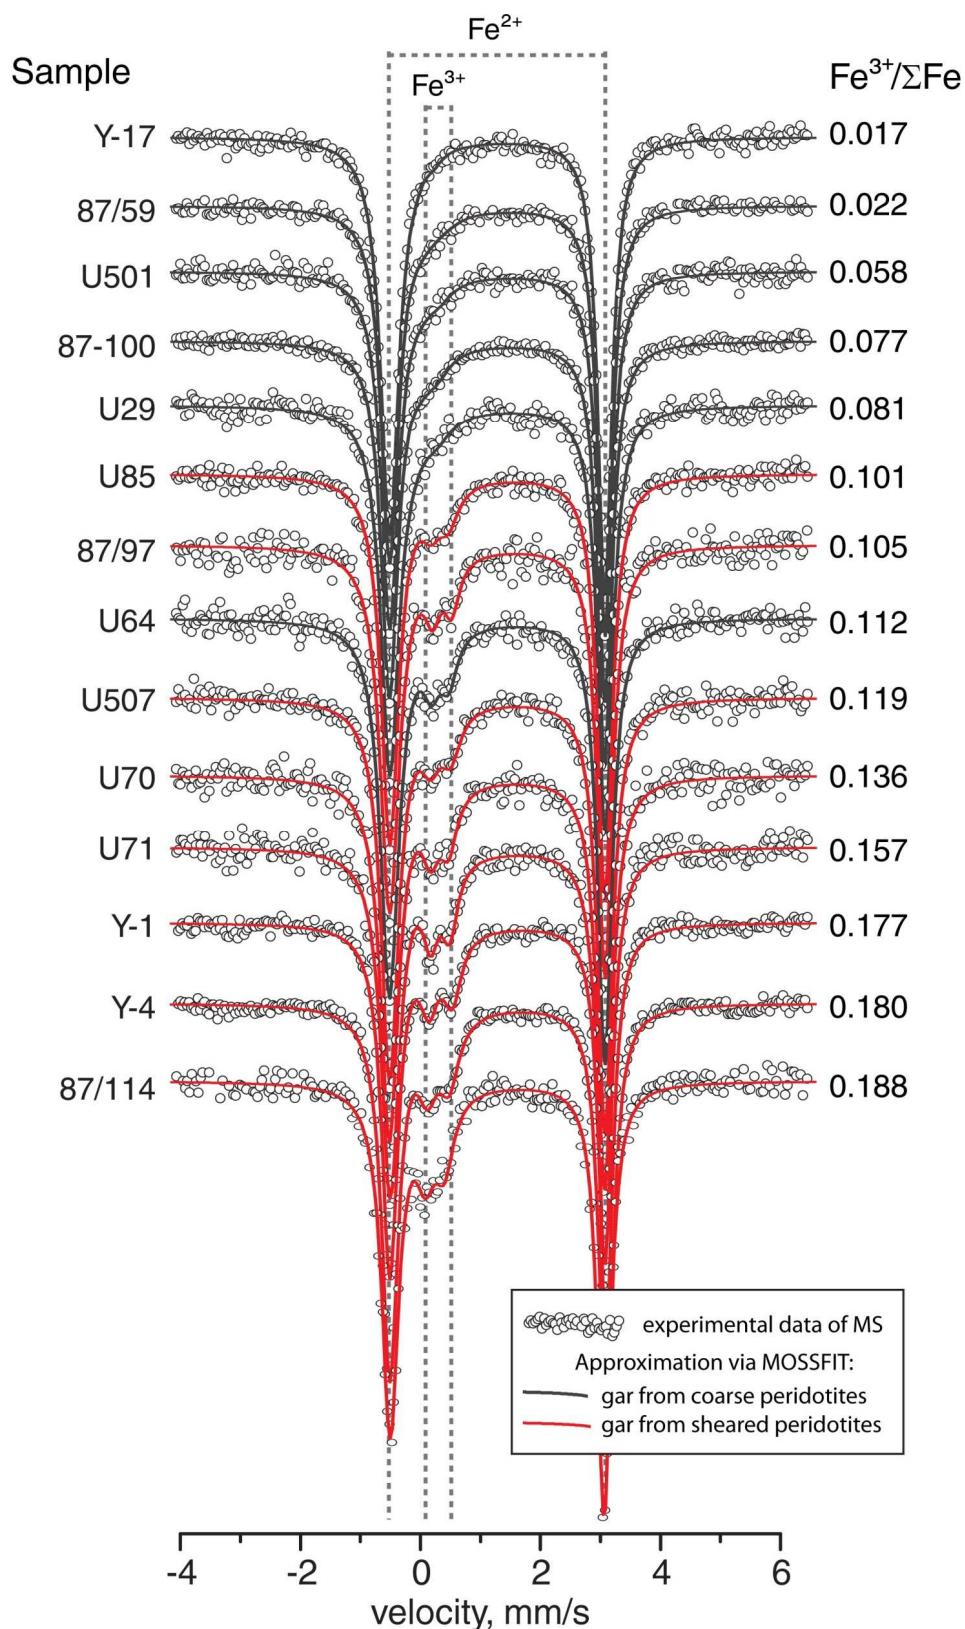 Fe2+
Sample Fe3+ Fe3+/ΣFe
Y-17 0.017
87/59 0.022
U501 0.058
87-100 0.077
U29 0.081
U85 0.101
87/97 0.105
U64 0.112
U507 0.119
U70 0.136
U71 0.157
Y-1 0.177
Y-4 0.180
87/114 0.188
experimental data of MS
Approximation via MOSSFIT:
gar from coarse peridotites
gar from sheared peridotites
-4 -2 0 2 4 6
velocity, mm/s